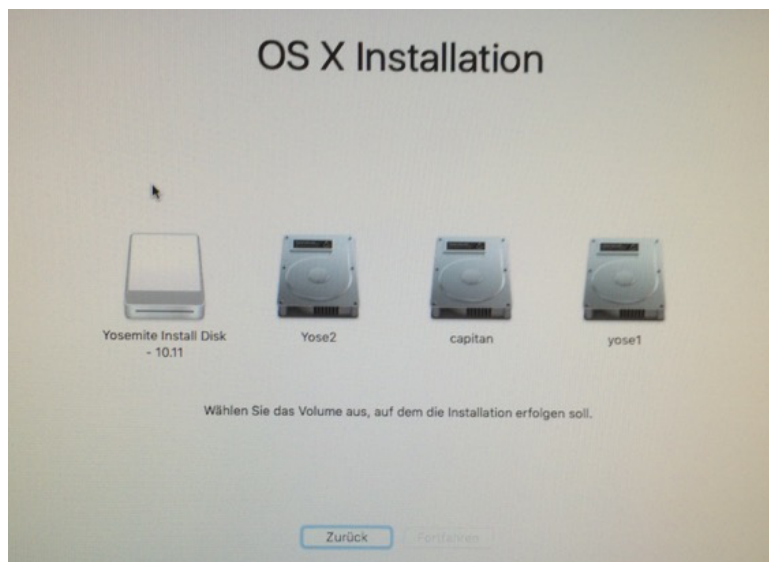 OS X Installation
Yosemite Install Disk
- 10.11
Yose2
capitan
yose1
Wählen Sie das Volume aus, auf dem die Installation erfolgen soll.
Zurück
Fortfahren